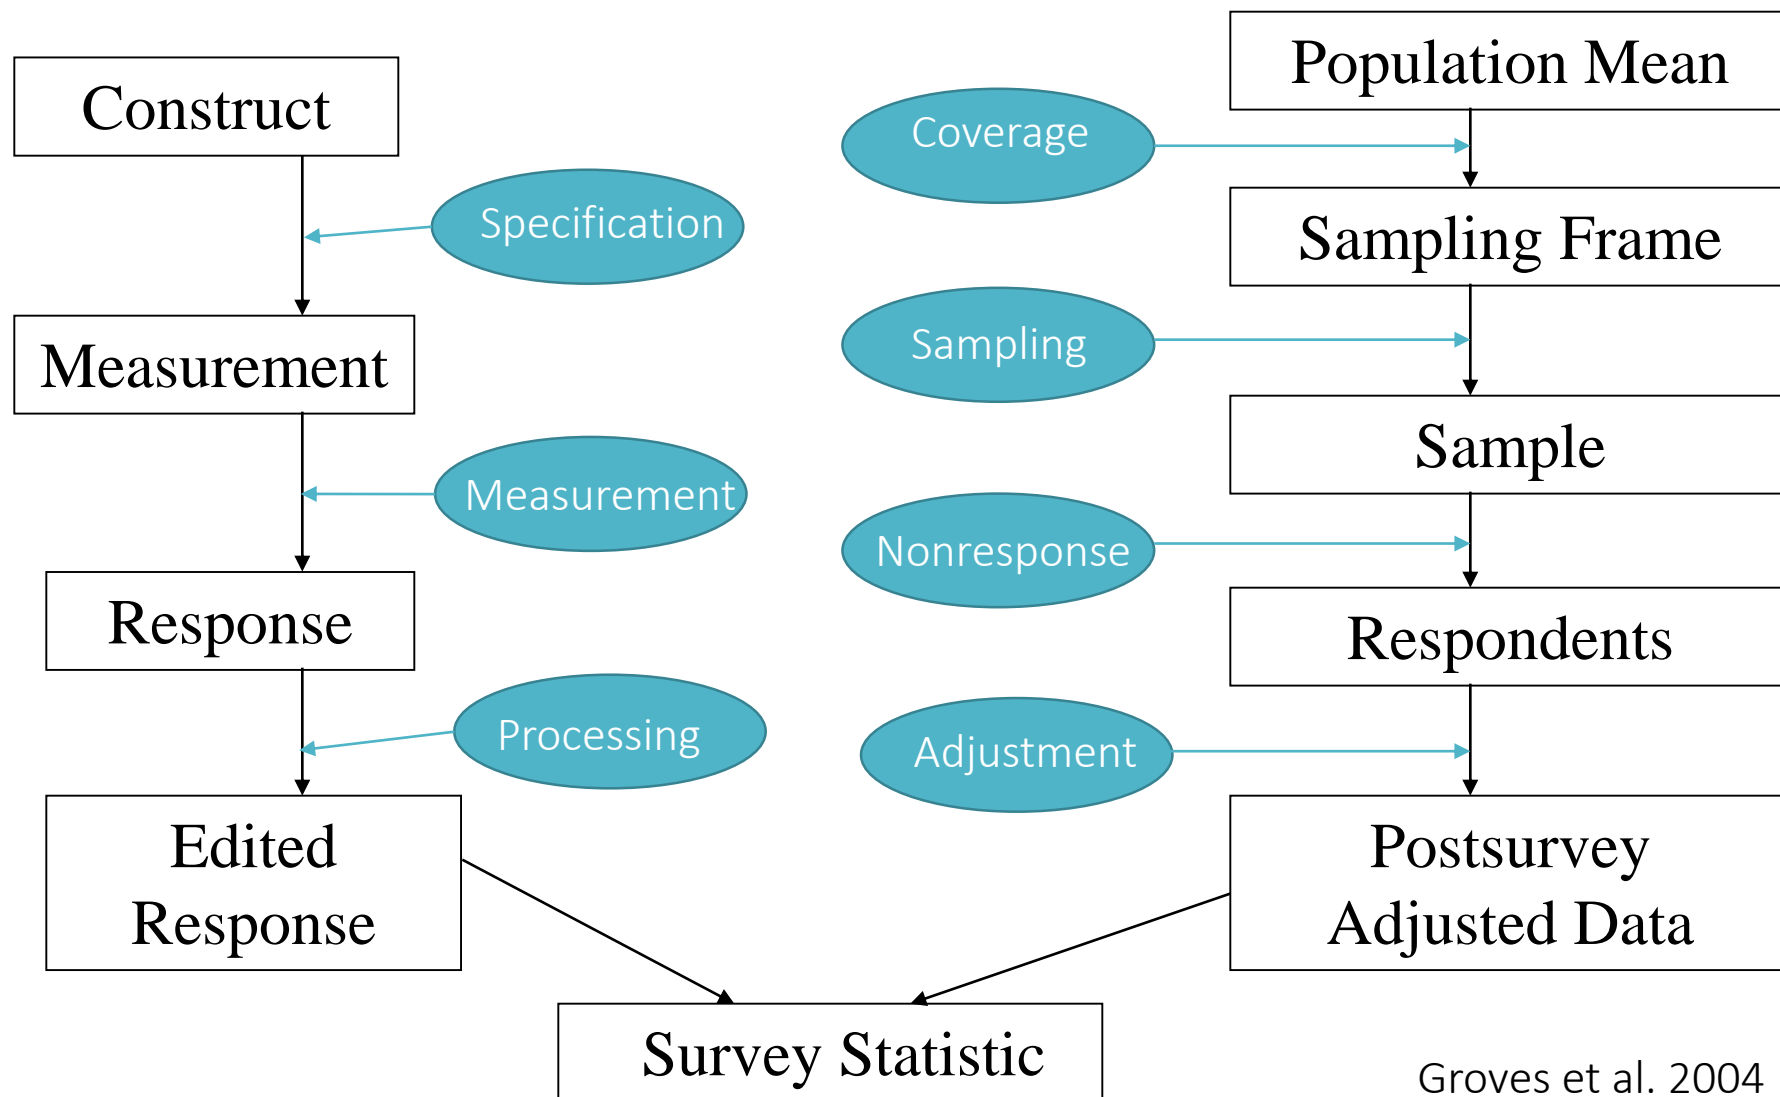 Construct
Specification
Measurement
Measurement
Response
Processing
Edited
Response
Population Mean
Coverage
Sampling Frame
Sampling
Sample
Nonresponse
Respondents
Adjustment
Postsurvey
Adjusted Data
Survey Statistic
Groves et al. 2004